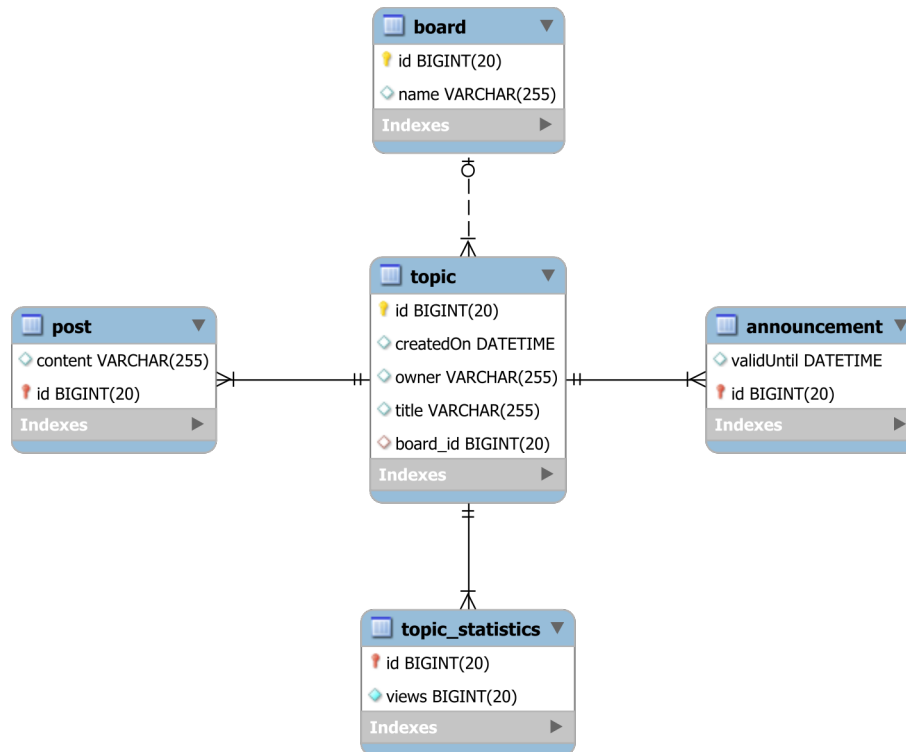 board
id BIGINT(20)
name VARCHAR(255)
Indexes
topic
id BIGINT(20)
createdOn DATETIME
owner VARCHAR(255)
title VARCHAR(255)
board_id BIGINT(20)
Indexes
post
content VARCHAR(255)
id BIGINT(20)
Indexes
announcement
validUntil DATETIME
id BIGINT(20)
Indexes
topic_statistics
id BIGINT(20)
views BIGINT(20)
Indexes